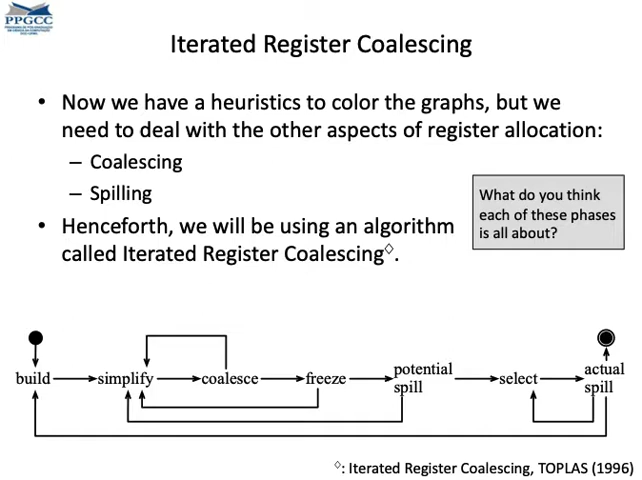 PPGCC
Iterated Register Coalescing
• Now we have a heuristics to color the graphs, but we
need to deal with the other aspects of register allocation:
– Coalescing
– Spilling
• Henceforth, we will be using an algorithm
called Iterated Register Coalescing◊.
What do you think
each of these phases
is all about?
build
simplify
coalesce
freeze
potential
spill
select
actual
spill
◊: Iterated Register Coalescing, TOPLAS (1996)